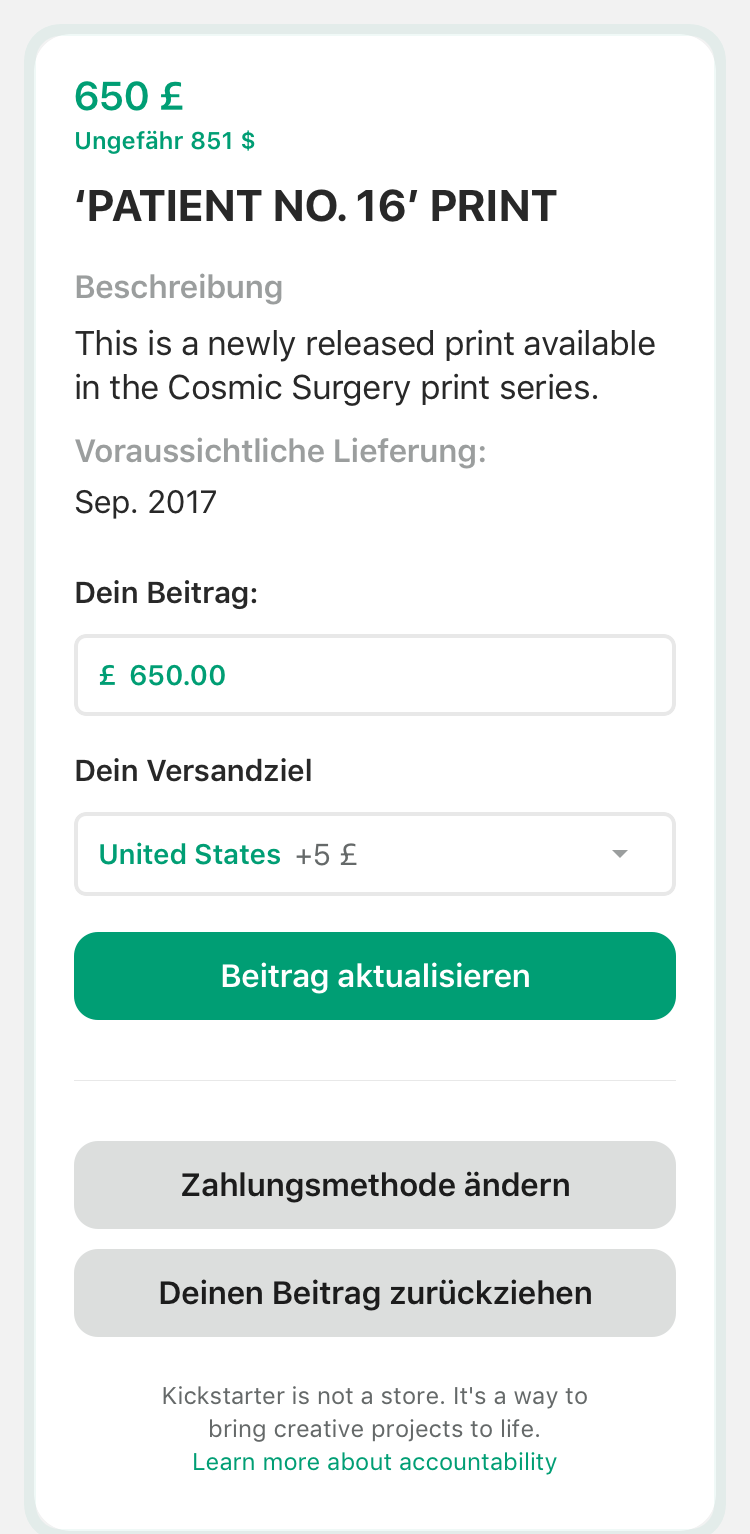 650 £
Ungefähr 851 $
‘PATIENT NO. 16’ PRINT
Beschreibung
This is a newly released print available
in the Cosmic Surgery print series.
Voraussichtliche Lieferung:
Sep. 2017
Dein Beitrag:
£ 650.00
Dein Versandziel
United States +5 £
Beitrag aktualisieren
Zahlungsmethode ändern
Deinen Beitrag zurückziehen
Kickstarter is not a store. It's a way to
bring creative projects to life.
Learn more about accountability